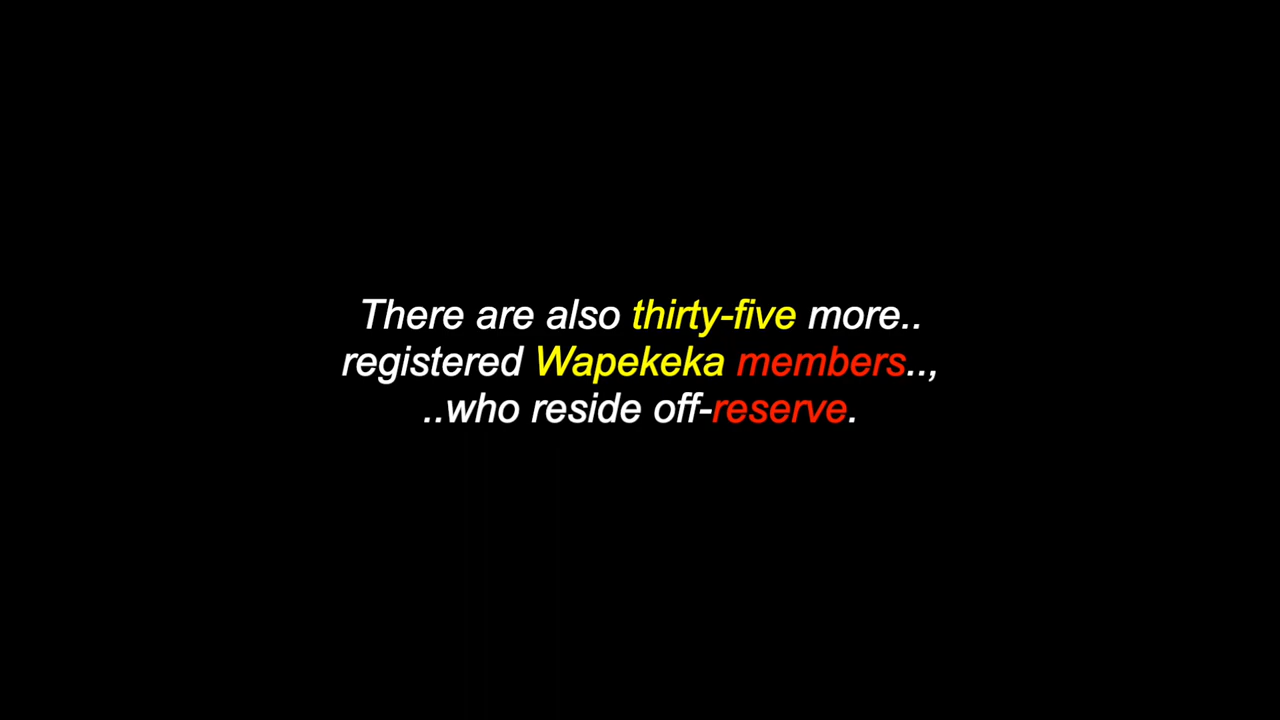 There are also thirty-five more..
registered Wapekeka members..,
..who reside off-reserve.